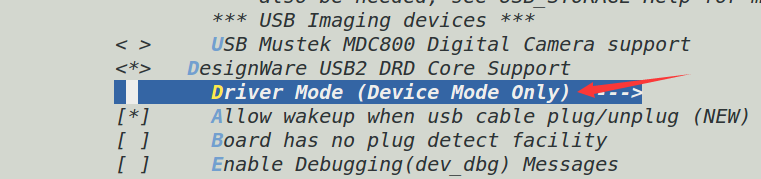 also be needed; see USB_STORAGE Help for m
*** USB Imaging devices ***
< > USB Mustek MDC800 Digital Camera support
<*> DesignWare USB2 DRD Core Support
Driver Mode (Device Mode Only) --->
[*] Allow wakeup when usb cable plug/unplug (NEW)
[ ] Board has no plug detect facility
[ ] Enable Debugging(dev_dbg) Messages